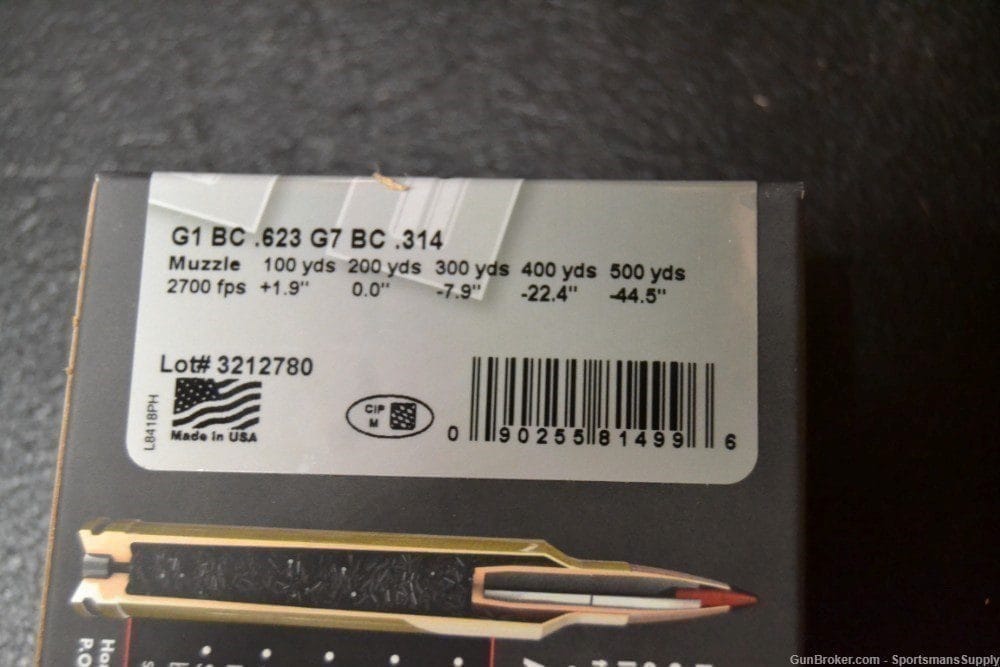 G1 BC .623 G7 BC .314
Muzzle 100 yds 200 yds 300 yds 400 yds 500 yds
2700 fps +1.9" 0.0" -7.9" -22.4" -44.5"
Lot# 3212780
L8418PH
Made In USA
CIP
M
0 90255 81499 6
P.O
GunBroker.com - SportsmansSupply